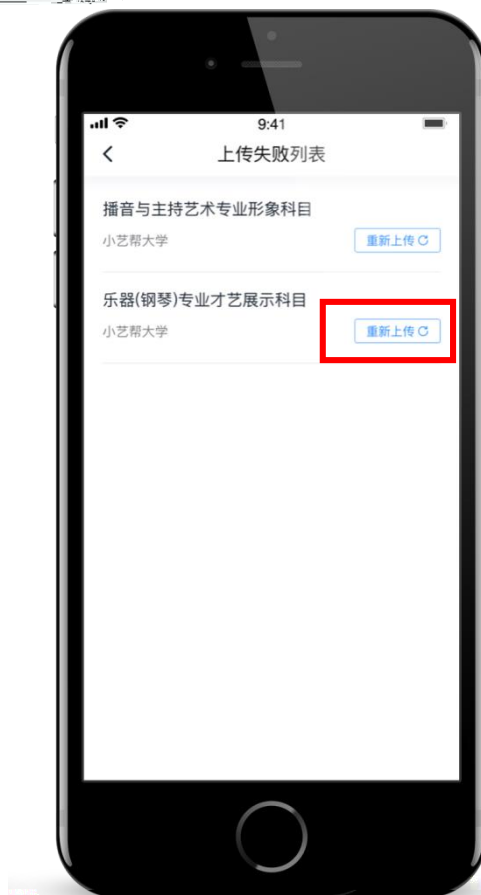 9:41
上传失败列表
播音与主持艺术专业形象科目
小艺帮大学
重新上传
乐器(钢琴)专业才艺展示科目
小艺帮大学
重新上传